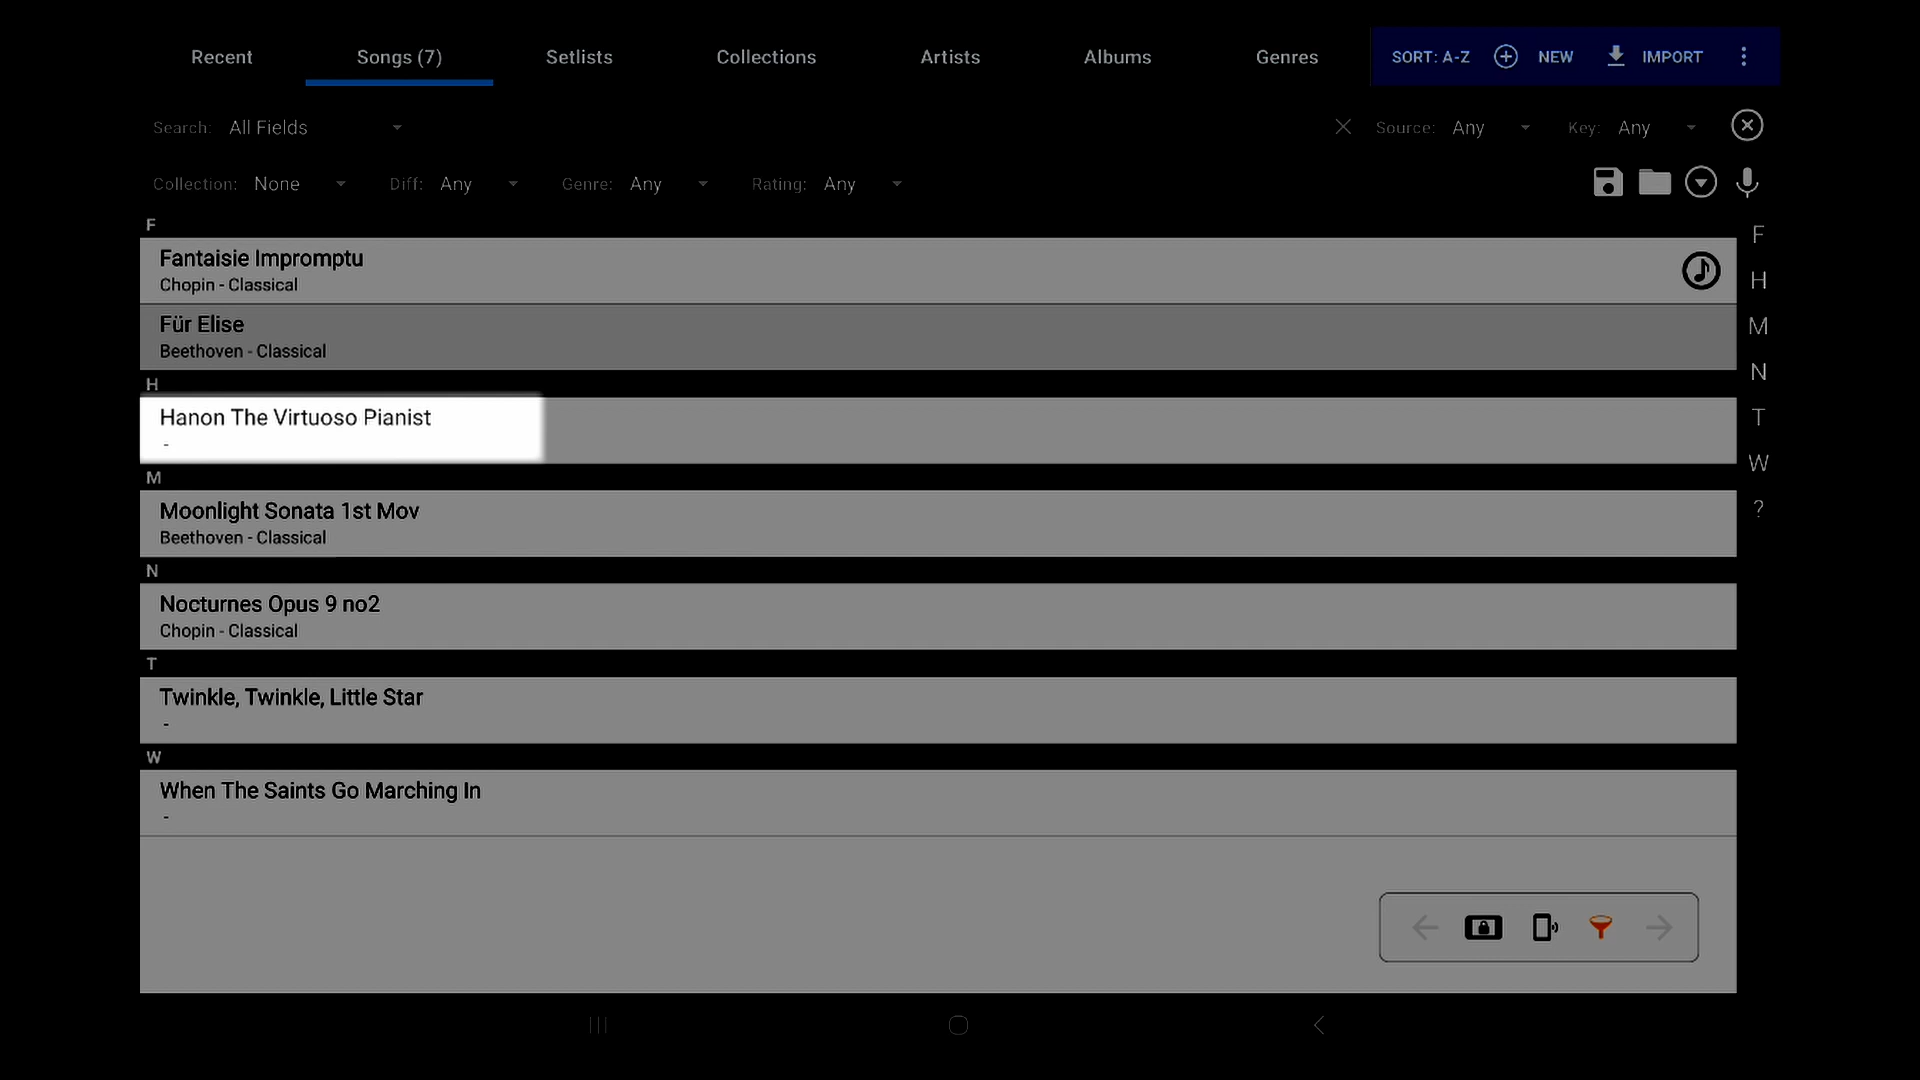 Recent Songs (7) Setlists Collections Artists Albums Genres SORT: A-Z NEW IMPORT
Search: All Fields Source: Any Key: Any
Collection: None Diff: Any Genre: Any Rating: Any
F
Fantaisie Impromptu
Chopin - Classical
Für Elise
Beethoven - Classical
H
Hanon The Virtuoso Pianist
-
M
Moonlight Sonata 1st Mov
Beethoven - Classical
N
Nocturnes Opus 9 no2
Chopin - Classical
T
Twinkle, Twinkle, Little Star
-
W
When The Saints Go Marching In
-
F
H
M
N
T
W
?